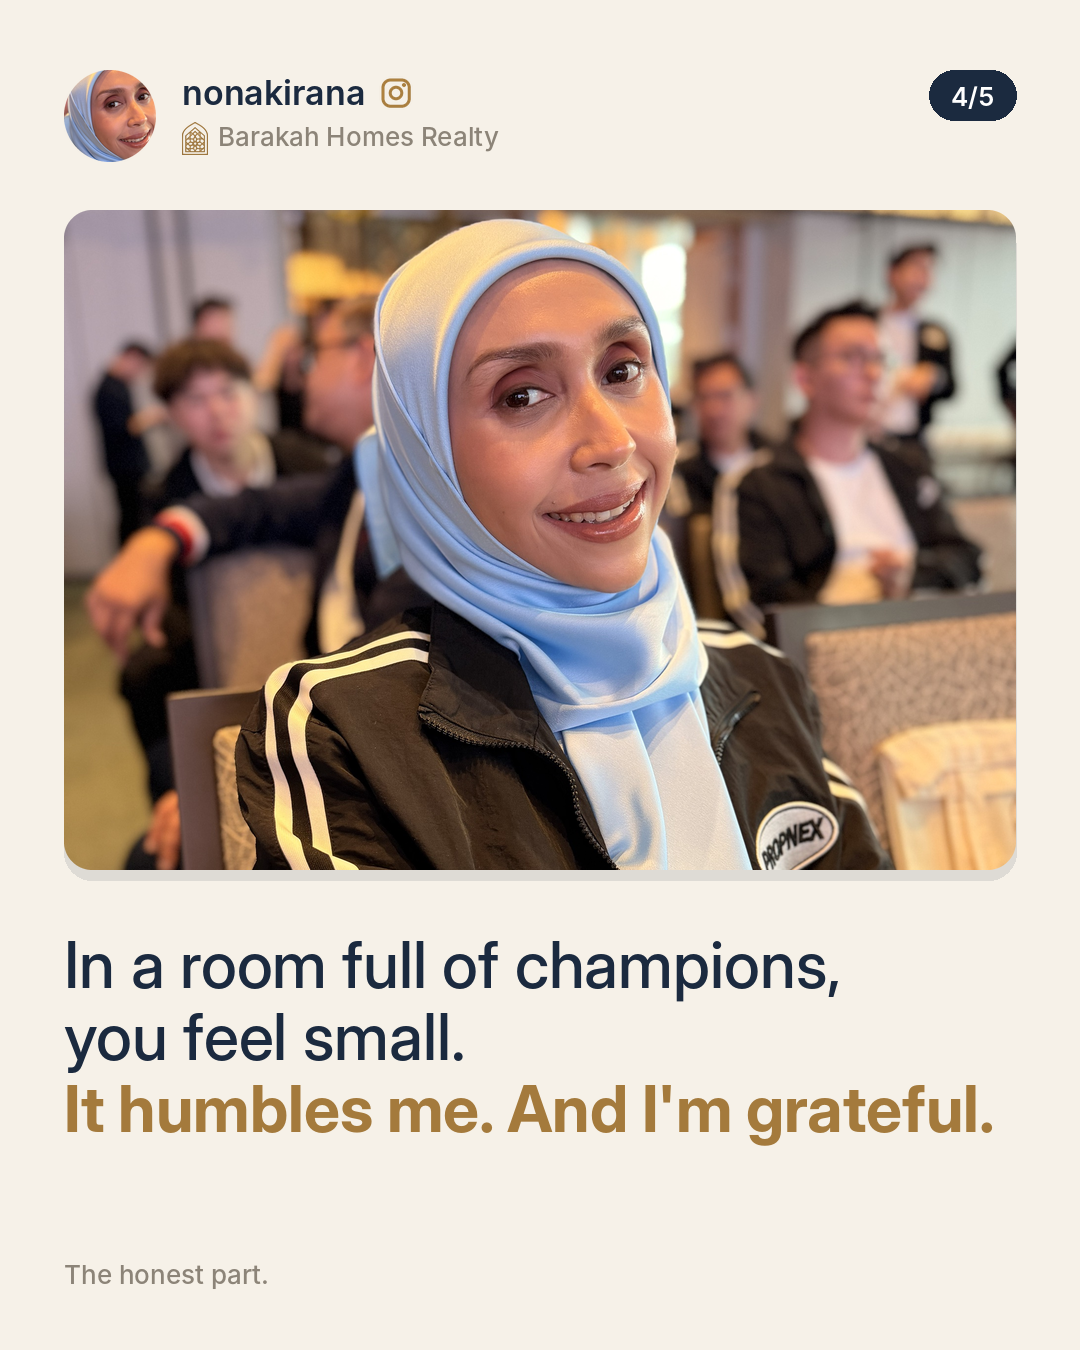 nonakirana
Barakah Homes Realty
4/5
PROPNEX
In a room full of champions,
you feel small.
It humbles me. And I'm grateful.
The honest part.